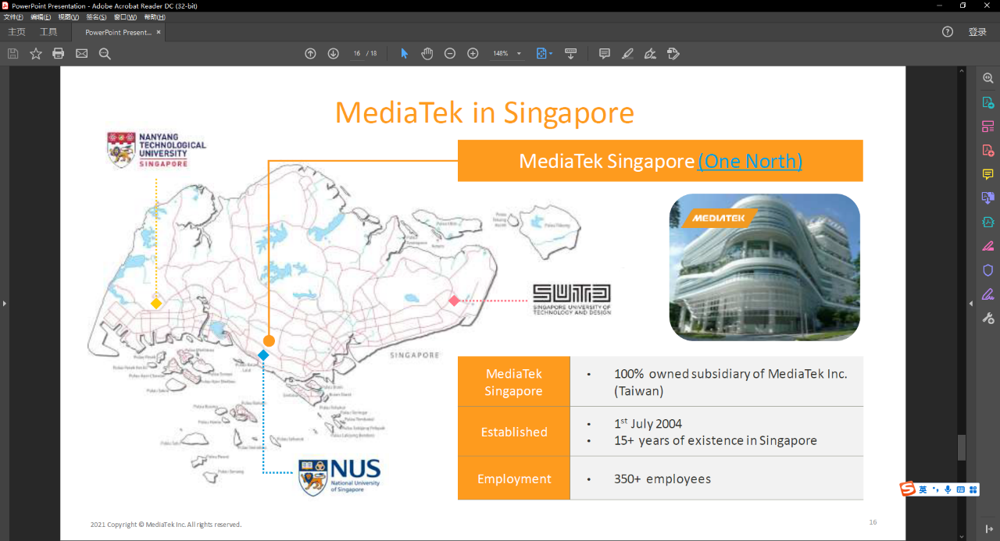 PowerPoint Presentation - Adobe Acrobat Reader DC (32-bit)
文件(F) 编辑(E) 视图(V) 签名(S) 窗口(W) 帮助(H)
主页 工具 PowerPoint Present... × 登录
16 / 18 148%
MediaTek in Singapore
NANYANG
TECHNOLOGICAL
UNIVERSITY
SINGAPORE
MediaTek Singapore (One North)
MEDIATEK
SUTD
SINGAPORE UNIVERSITY OF
TECHNOLOGY AND DESIGN
SINGAPORE
MediaTek
Singapore
• 100% owned subsidiary of MediaTek Inc.
(Taiwan)
Established
• 1st July 2004
• 15+ years of existence in Singapore
Employment
• 350+ employees
NUS
National University
of Singapore
英
2021 Copyright © MediaTek Inc. All rights reserved.
16